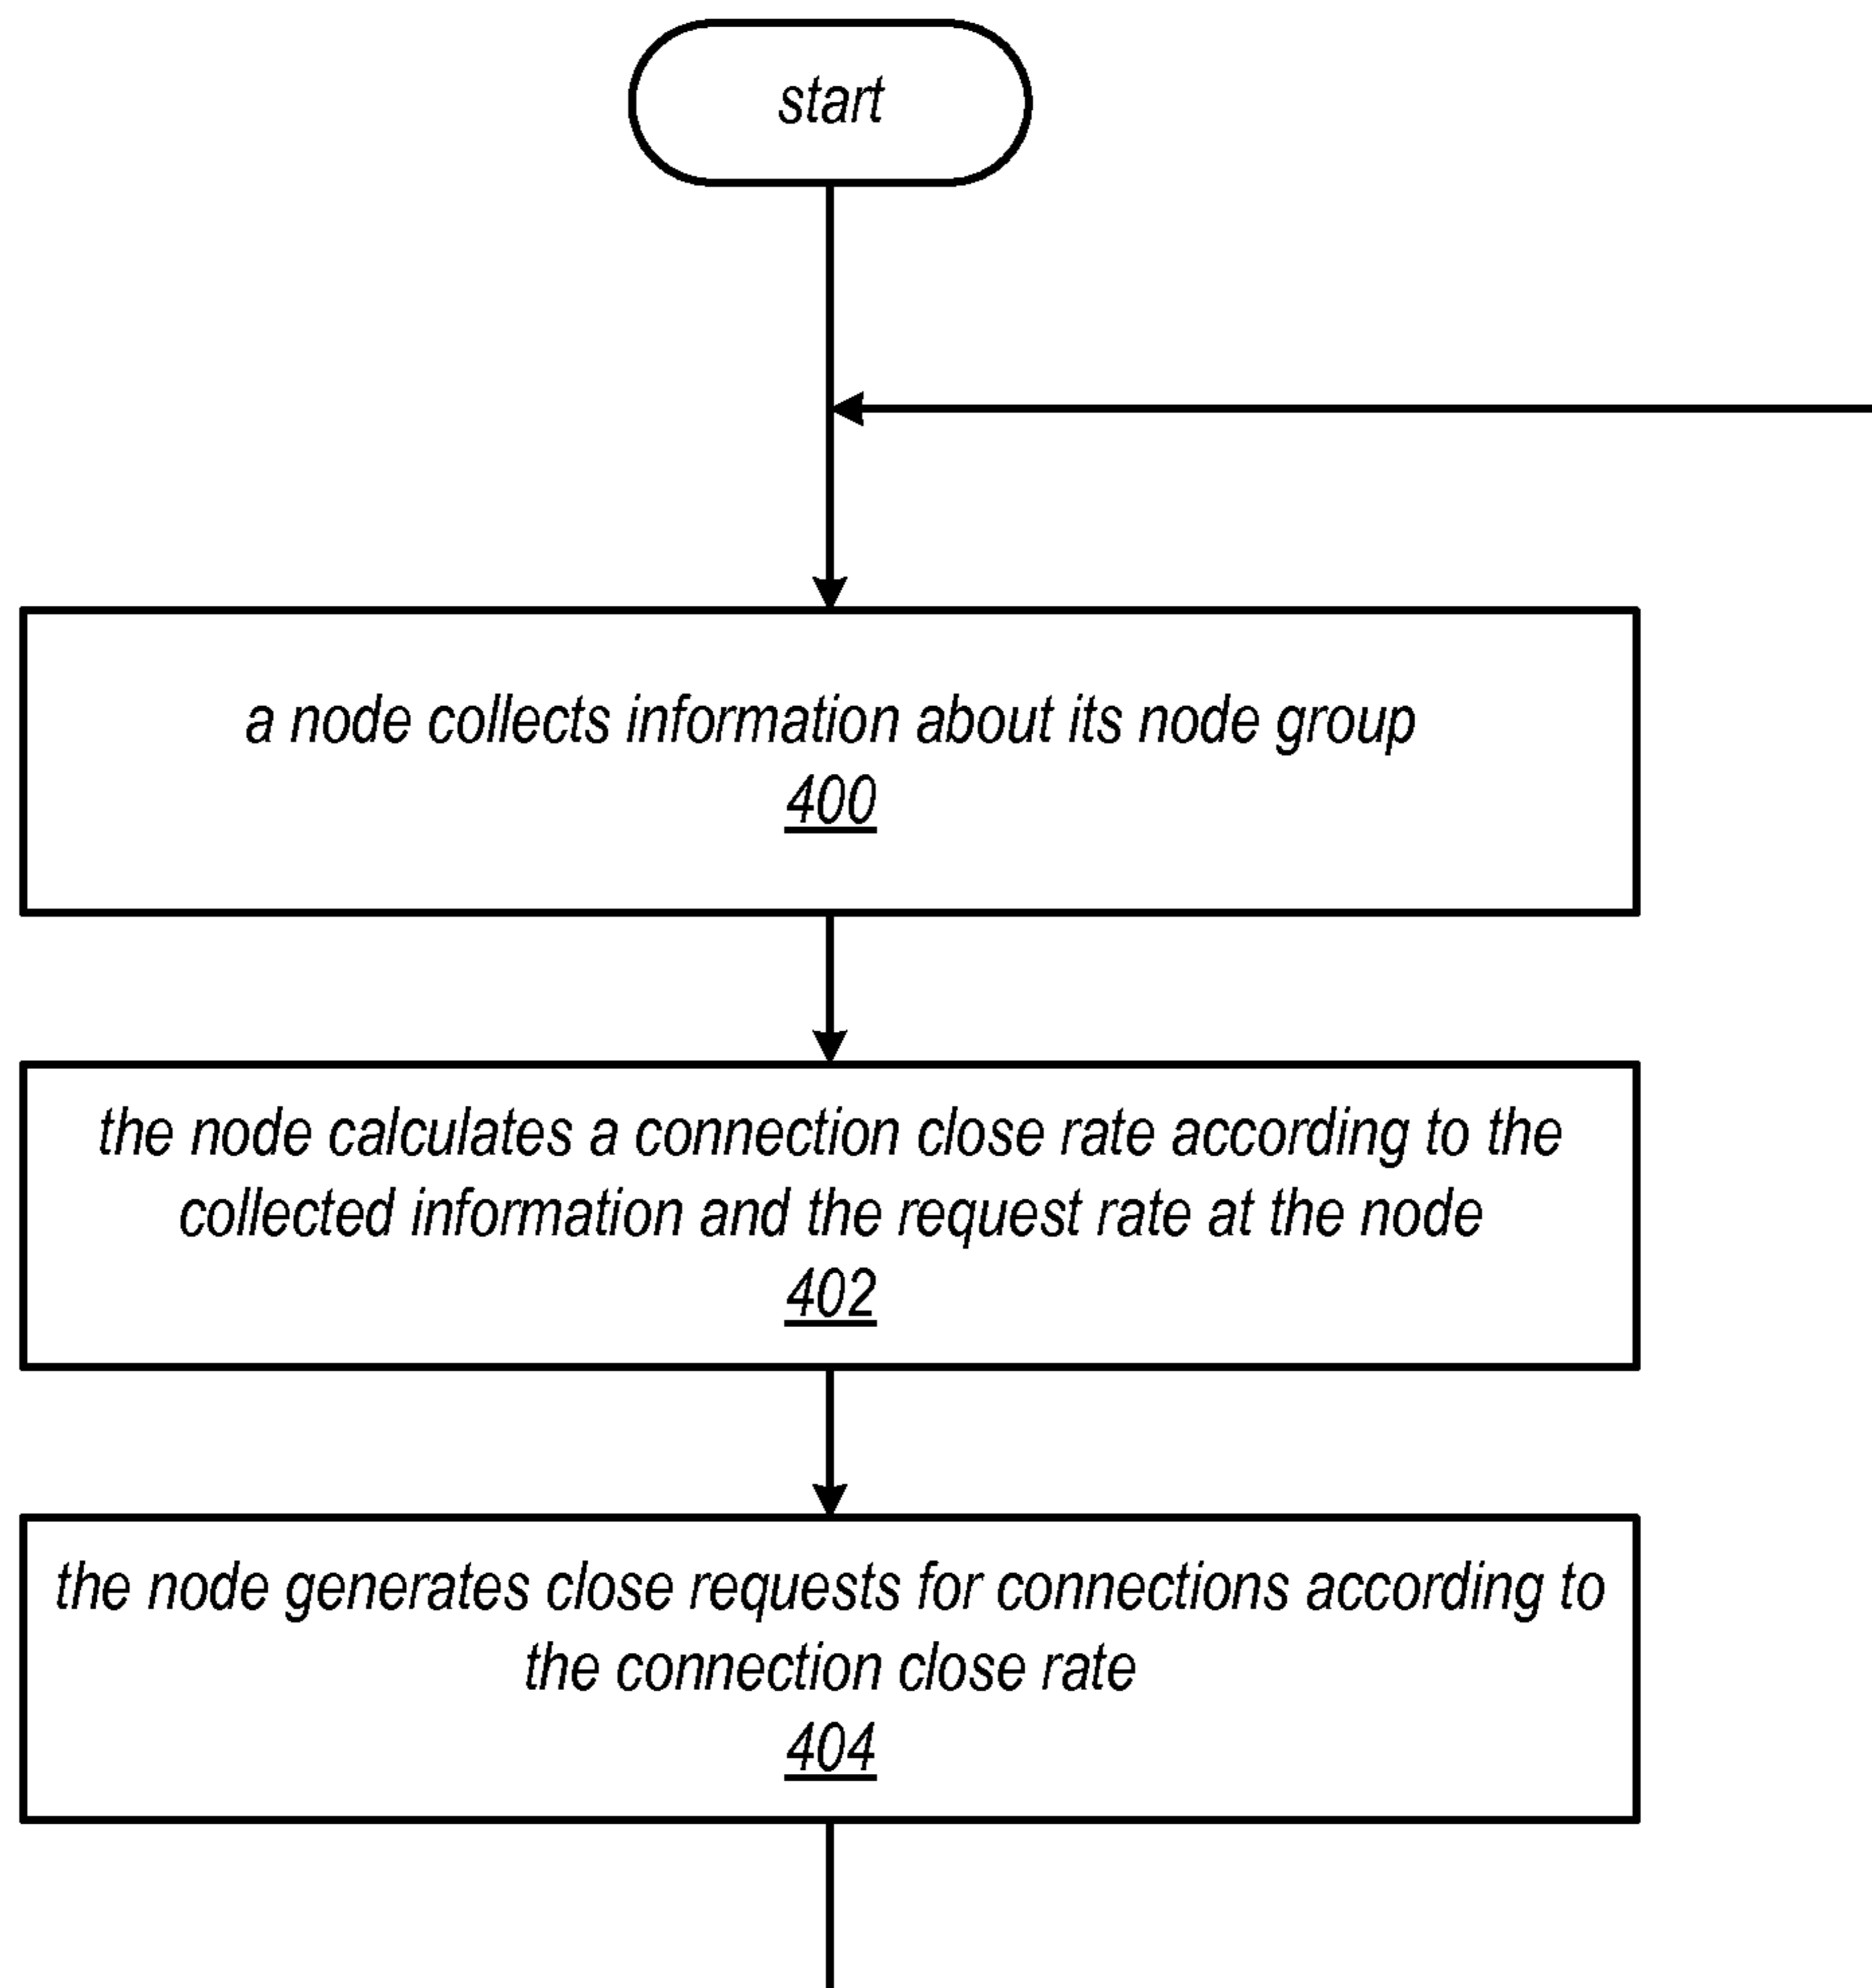 start
a node collects information about its node group
400
the node calculates a connection close rate according to the
collected information and the request rate at the node
402
the node generates close requests for connections according to
the connection close rate
404